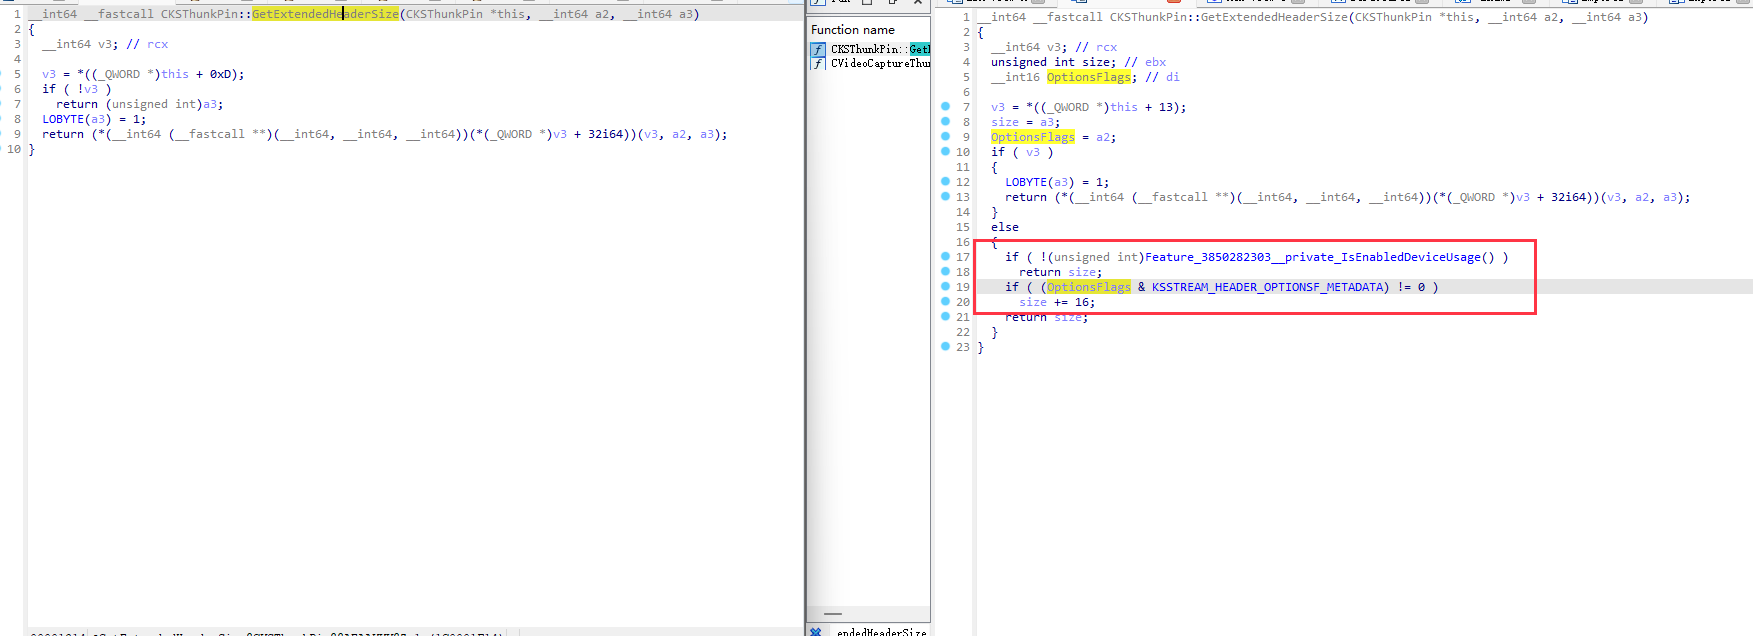 1 __int64 __fastcall CKSThunkPin::GetExtendedHeaderSize(CKSThunkPin *this, __int64 a2, __int64 a3)
2 {
3 __int64 v3; // rcx
4
5 v3 = *((_QWORD *)this + 0xD);
6 if ( !v3 )
7 return (unsigned int)a3;
8 LOBYTE(a3) = 1;
9 return (*(__int64 (__fastcall **)(__int64, __int64, __int64))(*(_QWORD *)v3 + 32i64))(v3, a2, a3);
10 }
Function name
f CKSThunkPin::GetE
f CVideoCaptureThun
endedHeaderSize
1 __int64 __fastcall CKSThunkPin::GetExtendedHeaderSize(CKSThunkPin *this, __int64 a2, __int64 a3)
2 {
3 __int64 v3; // rcx
4 unsigned int size; // ebx
5 __int16 OptionsFlags; // di
6
7 v3 = *((_QWORD *)this + 13);
8 size = a3;
9 OptionsFlags = a2;
10 if ( v3 )
11 {
12 LOBYTE(a3) = 1;
13 return (*(__int64 (__fastcall **)(__int64, __int64, __int64))(*(_QWORD *)v3 + 32i64))(v3, a2, a3);
14 }
15 else
16 {
17 if ( !(unsigned int)Feature_3850282303__private_IsEnabledDeviceUsage() )
18 return size;
19 if ( (OptionsFlags & KSSTREAM_HEADER_OPTIONSF_METADATA) != 0 )
20 size += 16;
21 return size;
22 }
23 }